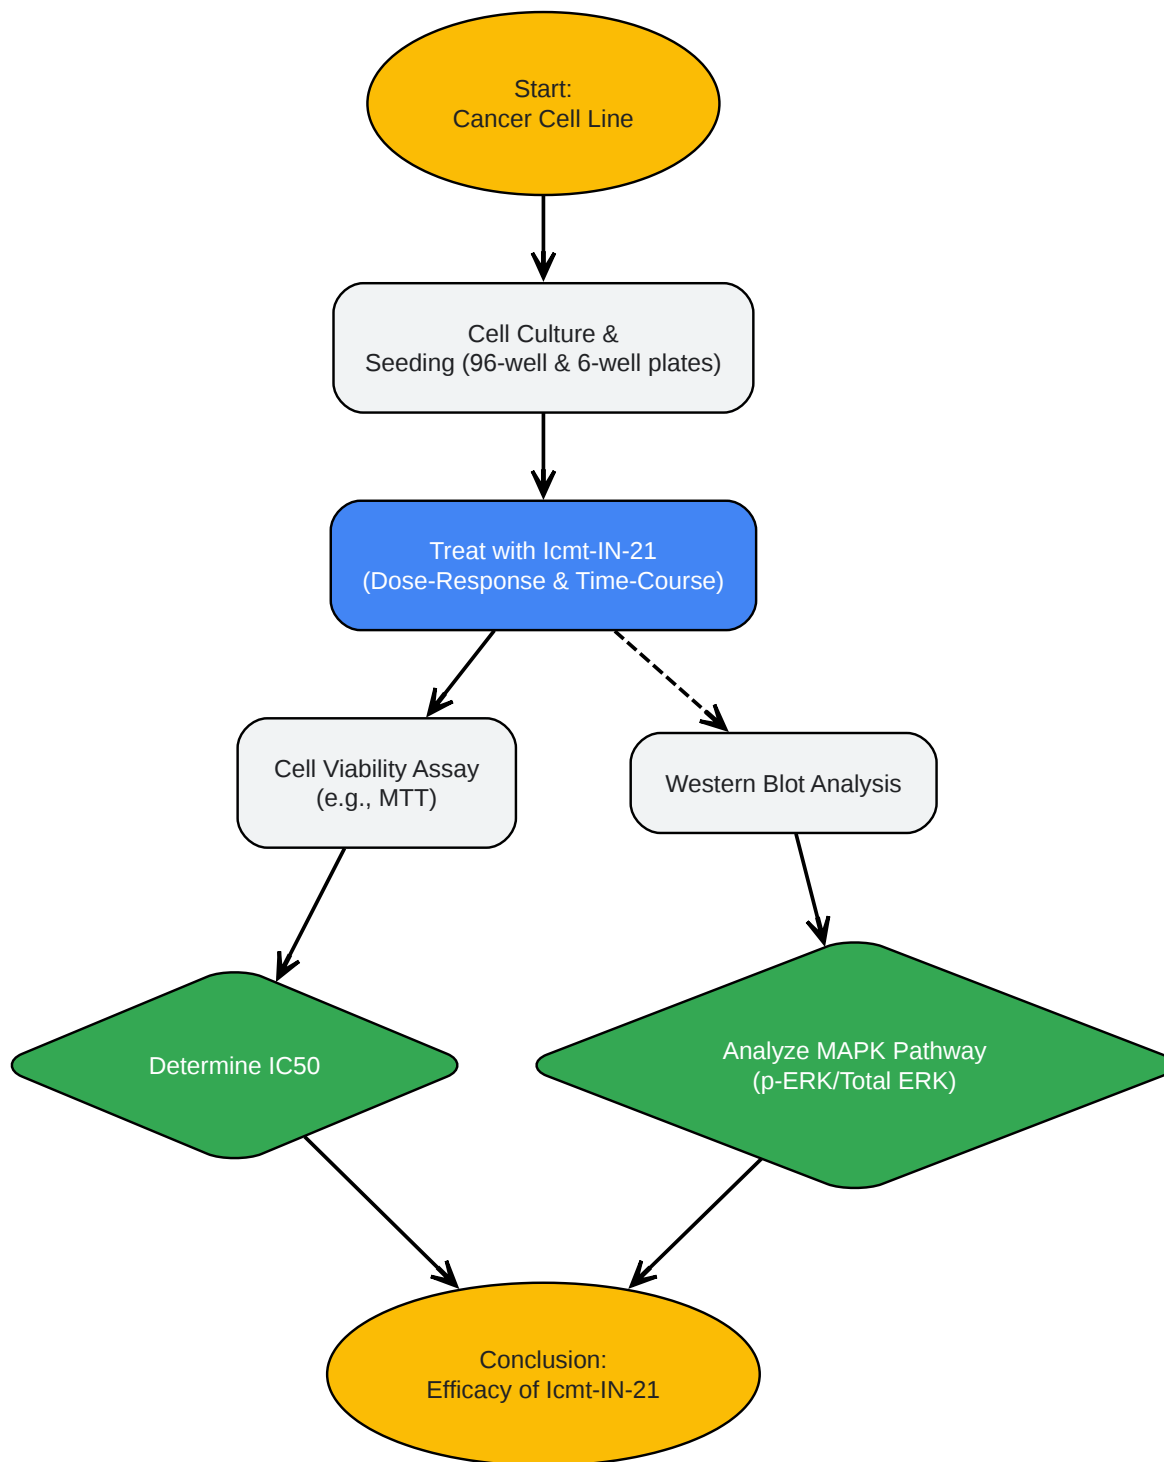 Start:
Cancer Cell Line
Cell Culture &
Seeding (96-well & 6-well plates)
Treat with Icmt-IN-21
(Dose-Response & Time-Course)
Cell Viability Assay
(e.g., MTT)
Western Blot Analysis
Determine IC50
Analyze MAPK Pathway
(p-ERK/Total ERK)
Conclusion:
Efficacy of Icmt-IN-21